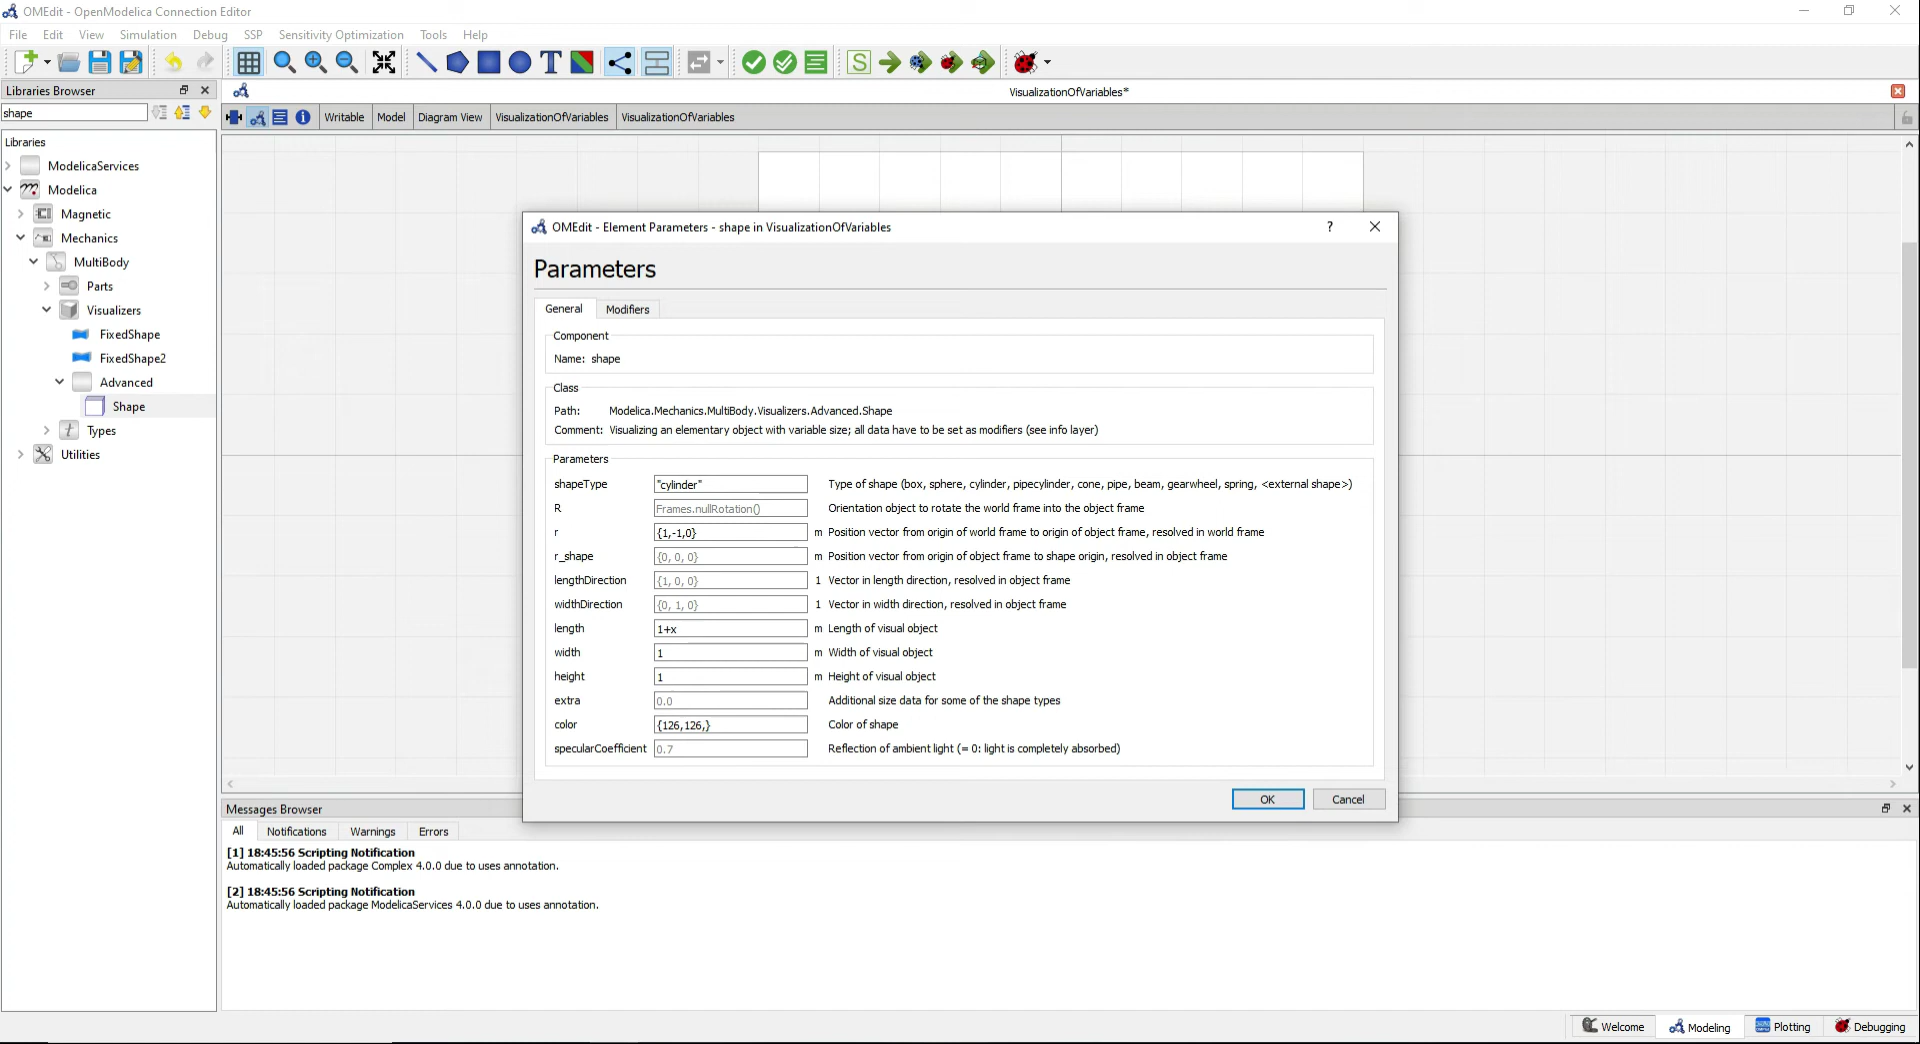 OMEdit - OpenModelica Connection Editor
File Edit View Simulation Debug SSP Sensitivity Optimization Tools Help
Libraries Browser
VisualizationOfVariables*
shape
Writable Model Diagram View VisualizationOfVariables VisualizationOfVariables
Libraries
ModelicaServices
Modelica
Magnetic
Mechanics
MultiBody
Parts
Visualizers
FixedShape
FixedShape2
Advanced
Shape
Types
Utilities
OMEdit - Element Parameters - shape in VisualizationOfVariables
Parameters
General Modifiers
Component
Name: shape
Class
Path: Modelica.Mechanics.MultiBody.Visualizers.Advanced.Shape
Comment: Visualizing an elementary object with variable size; all data have to be set as modifiers (see info layer)
Parameters
shapeType "cylinder" Type of shape (box, sphere, cylinder, pipecylinder, cone, pipe, beam, gearwheel, spring, <external shape>)
R Frames.nullRotation() Orientation object to rotate the world frame into the object frame
r {1,-1,0} m Position vector from origin of world frame to origin of object frame, resolved in world frame
r_shape {0, 0, 0} m Position vector from origin of object frame to shape origin, resolved in object frame
lengthDirection {1, 0, 0} 1 Vector in length direction, resolved in object frame
widthDirection {0, 1, 0} 1 Vector in width direction, resolved in object frame
length 1+x m Length of visual object
width 1 m Width of visual object
height 1 m Height of visual object
extra 0.0 Additional size data for some of the shape types
color {126,126,} Color of shape
specularCoefficient 0.7 Reflection of ambient light (= 0: light is completely absorbed)
OK Cancel
Messages Browser
All Notifications Warnings Errors
[1] 18:45:56 Scripting Notification
Automatically loaded package Complex 4.0.0 due to uses annotation.
[2] 18:45:56 Scripting Notification
Automatically loaded package ModelicaServices 4.0.0 due to uses annotation.
Welcome Modeling Plotting Debugging